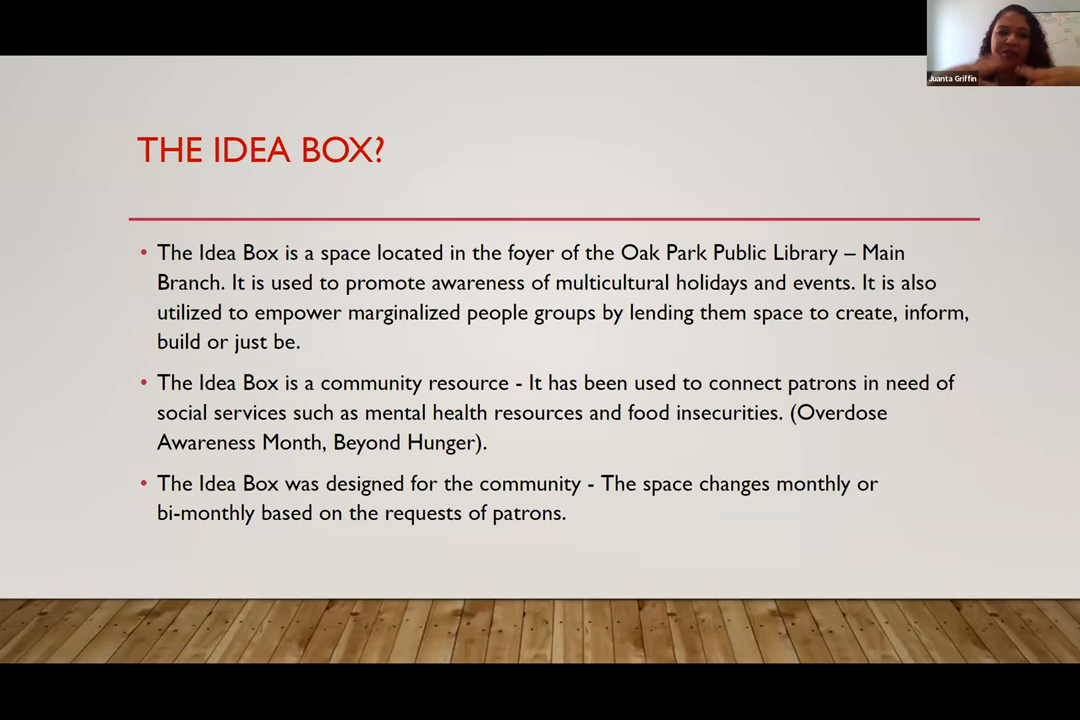 Juanta Griffin
THE IDEA BOX?
• The Idea Box is a space located in the foyer of the Oak Park Public Library – Main
Branch. It is used to promote awareness of multicultural holidays and events. It is also
utilized to empower marginalized people groups by lending them space to create, inform,
build or just be.
• The Idea Box is a community resource - It has been used to connect patrons in need of
social services such as mental health resources and food insecurities. (Overdose
Awareness Month, Beyond Hunger).
• The Idea Box was designed for the community - The space changes monthly or
bi-monthly based on the requests of patrons.